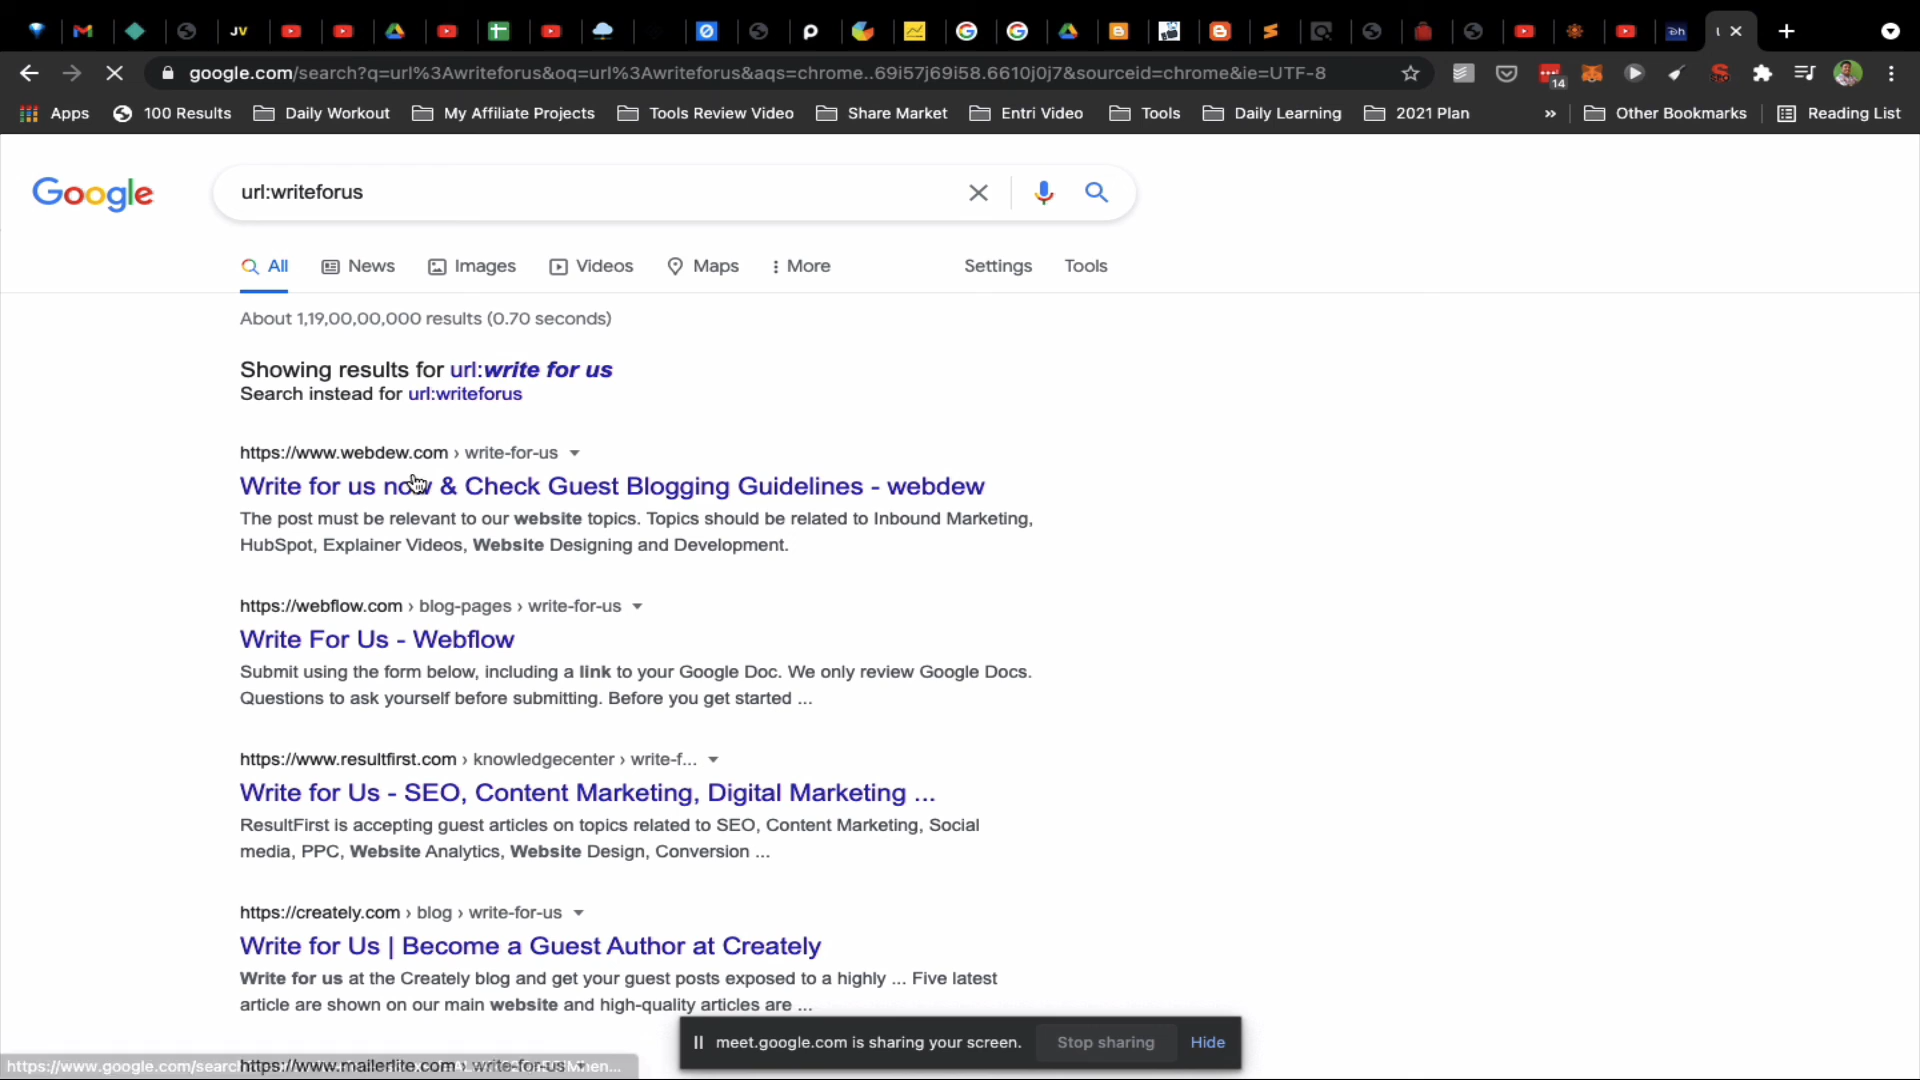 JV
google.com/search?q=url%3Awriteforus&oq=url%3Awriteforus&aqs=chrome..69i57j69i58.6610j0j7&sourceid=chrome&ie=UTF-8
14
Apps
100 Results
Daily Workout
My Affiliate Projects
Tools Review Video
Share Market
Entri Video
Tools
Daily Learning
2021 Plan
»
Other Bookmarks
Reading List
Google
url:writeforus
All
News
Images
Videos
Maps
More
Settings
Tools
About 1,19,00,00,000 results (0.70 seconds)
Showing results for url:write for us
Search instead for url:writeforus
https://www.webdew.com › write-for-us
Write for us now & Check Guest Blogging Guidelines - webdew
The post must be relevant to our website topics. Topics should be related to Inbound Marketing,
HubSpot, Explainer Videos, Website Designing and Development.
https://webflow.com › blog-pages › write-for-us
Write For Us - Webflow
Submit using the form below, including a link to your Google Doc. We only review Google Docs.
Questions to ask yourself before submitting. Before you get started ...
https://www.resultfirst.com › knowledgecenter › write-f...
Write for Us - SEO, Content Marketing, Digital Marketing ...
ResultFirst is accepting guest articles on topics related to SEO, Content Marketing, Social
media, PPC, Website Analytics, Website Design, Conversion ...
https://creately.com › blog › write-for-us
Write for Us | Become a Guest Author at Creately
Write for us at the Creately blog and get your guest posts exposed to a highly ... Five latest
article are shown on our main website and high-quality articles are ...
meet.google.com is sharing your screen.
Stop sharing
Hide
https://www.google.com/search
https://www.mailerlite.com › write-for-us